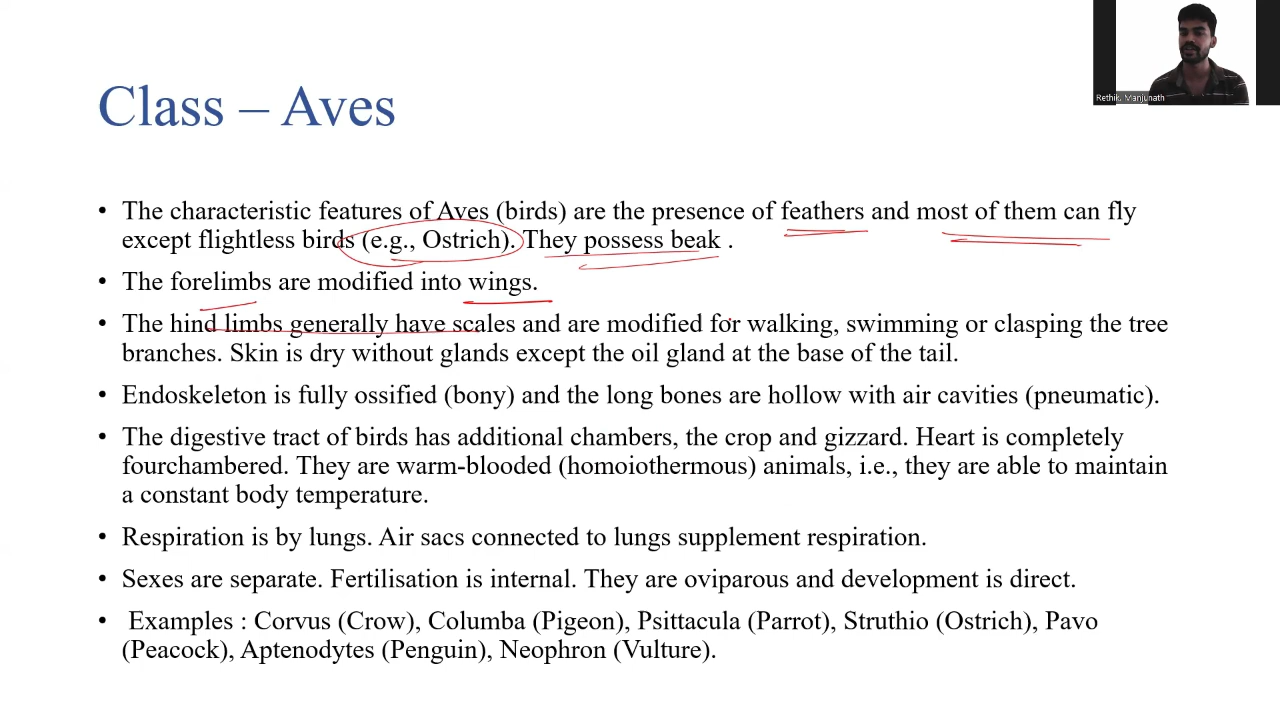 Rethik. Manjunath
Class – Aves
• The characteristic features of Aves (birds) are the presence of feathers and most of them can fly
except flightless birds (e.g., Ostrich). They possess beak .
• The forelimbs are modified into wings.
• The hind limbs generally have scales and are modified for walking, swimming or clasping the tree
branches. Skin is dry without glands except the oil gland at the base of the tail.
• Endoskeleton is fully ossified (bony) and the long bones are hollow with air cavities (pneumatic).
• The digestive tract of birds has additional chambers, the crop and gizzard. Heart is completely
fourchambered. They are warm-blooded (homoiothermous) animals, i.e., they are able to maintain
a constant body temperature.
• Respiration is by lungs. Air sacs connected to lungs supplement respiration.
• Sexes are separate. Fertilisation is internal. They are oviparous and development is direct.
• Examples : Corvus (Crow), Columba (Pigeon), Psittacula (Parrot), Struthio (Ostrich), Pavo
(Peacock), Aptenodytes (Penguin), Neophron (Vulture).